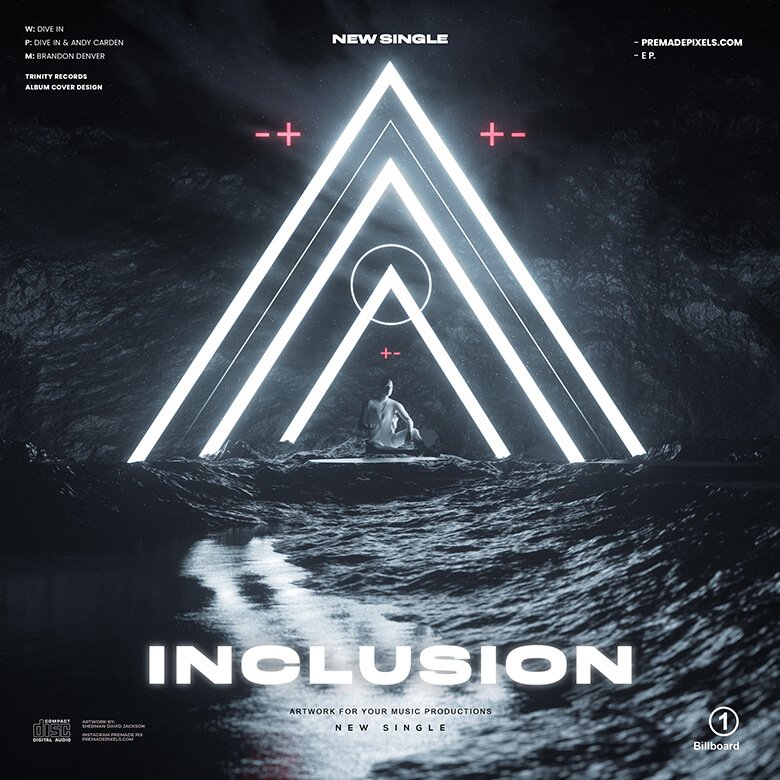 W: DIVE IN
P: DIVE IN & ANDY CARDEN
M: BRANDON DENVER
TRINITY RECORDS
ALBUM COVER DESIGN
NEW SINGLE
- PREMADEPIXELS.COM
- E P.
-+
+-
+-
INCLUSION
ARTWORK FOR YOUR MUSIC PRODUCTIONS
NEW SINGLE
COMPACT
disc
DIGITAL AUDIO
ARTWORK BY:
SHERMAN DAVID JACKSON
INSTAGRAM PREMADE PIX
PREMADEPIXELS.COM
1
Billboard